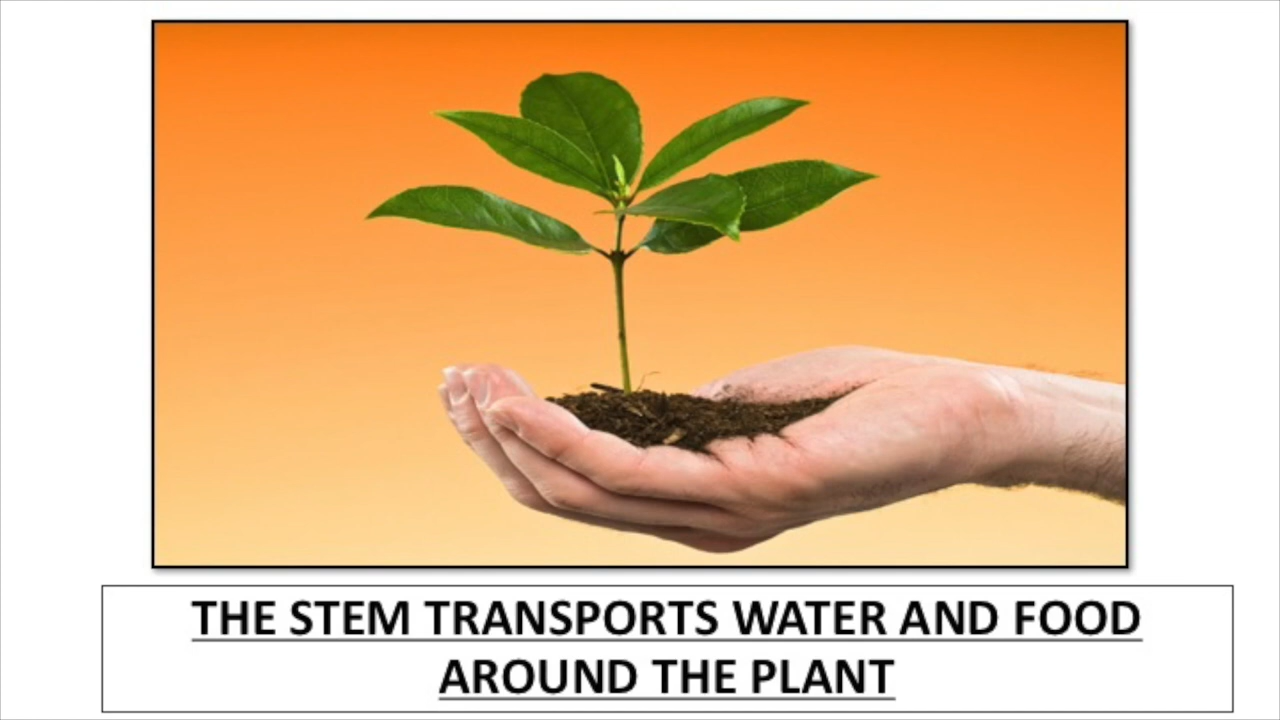 THE STEM TRANSPORTS WATER AND FOOD
AROUND THE PLANT